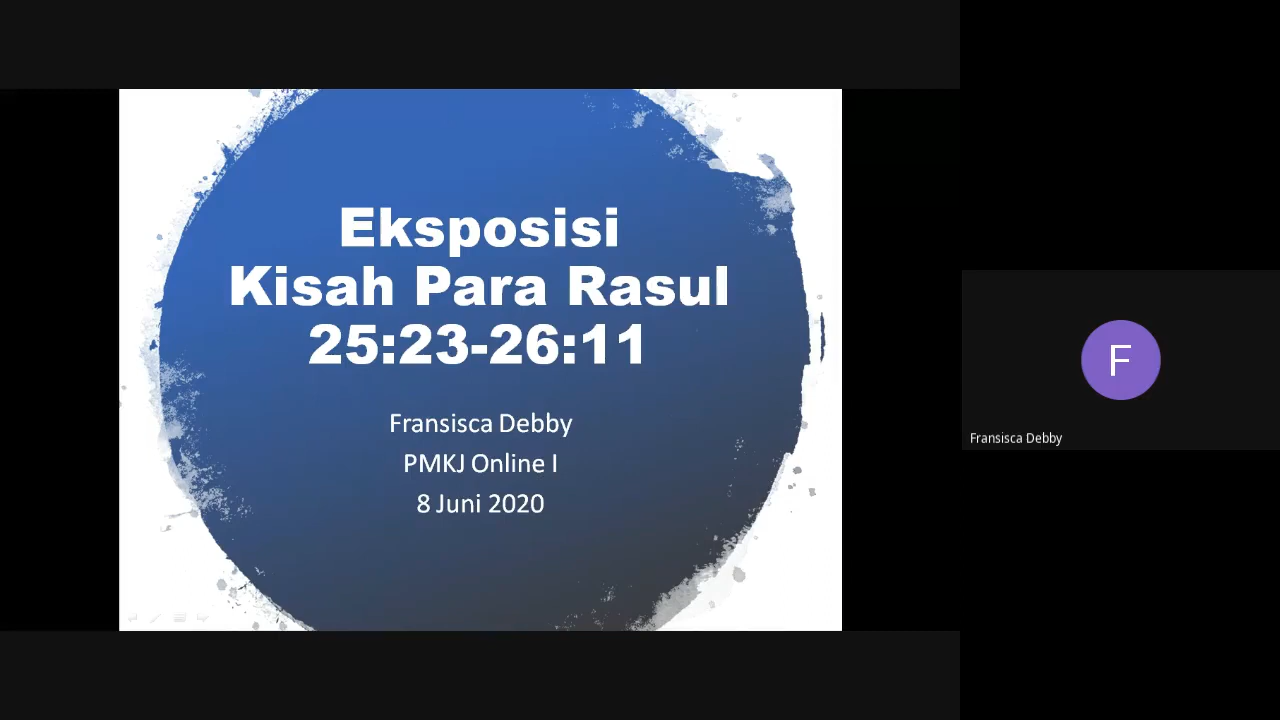 Eksposisi
Kisah Para Rasul
25:23-26:11
Fransisca Debby
PMKJ Online I
8 Juni 2020
F
Fransisca Debby